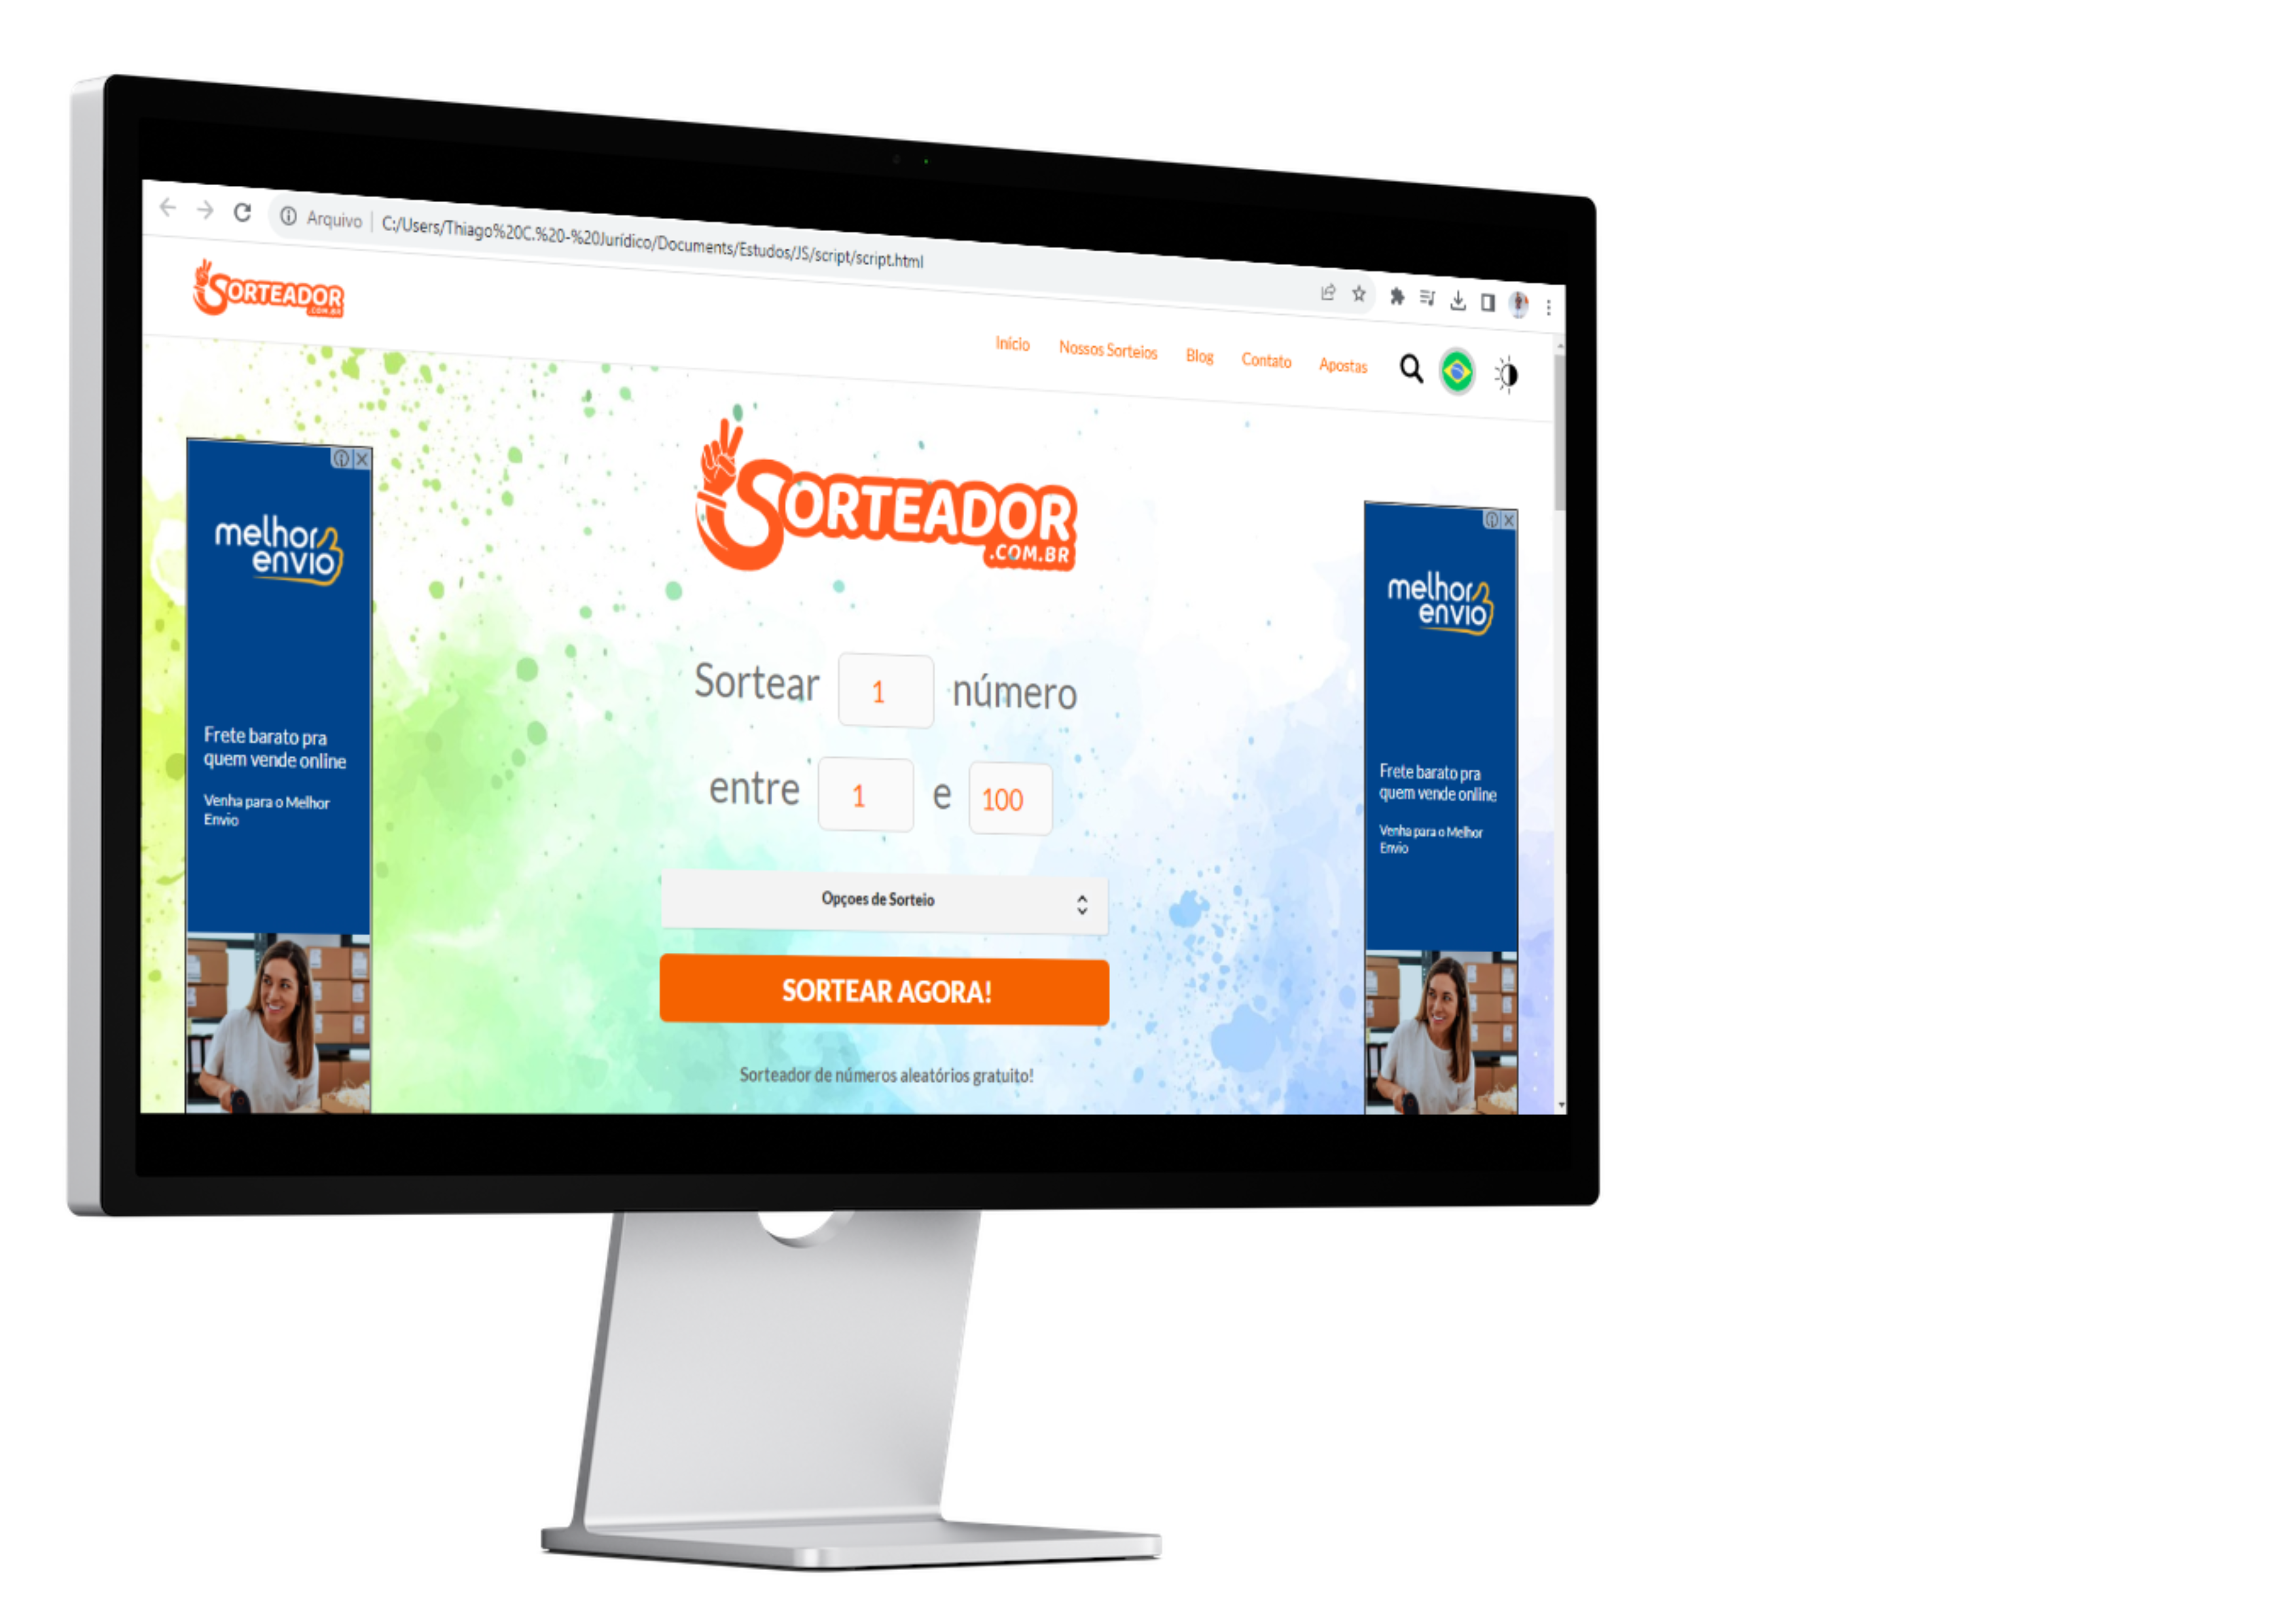 Arquivo | C:/Users/Thiago%20C.%20-%20Jurídico/Documents/Estudos/JS/script/script.html
SORTEADOR
.COM.BR
Início Nossos Sorteios Blog Contato Apostas
SORTEADOR
.COM.BR
melhor
envio
Frete barato pra
quem vende online
Venha para o Melhor
Envio
Sortear 1 número
entre 1 e 100
Opçoes de Sorteio
SORTEAR AGORA!
Sorteador de números aleatórios gratuito!
melhor
envio
Frete barato pra
quem vende online
Venha para o Melhor
Envio